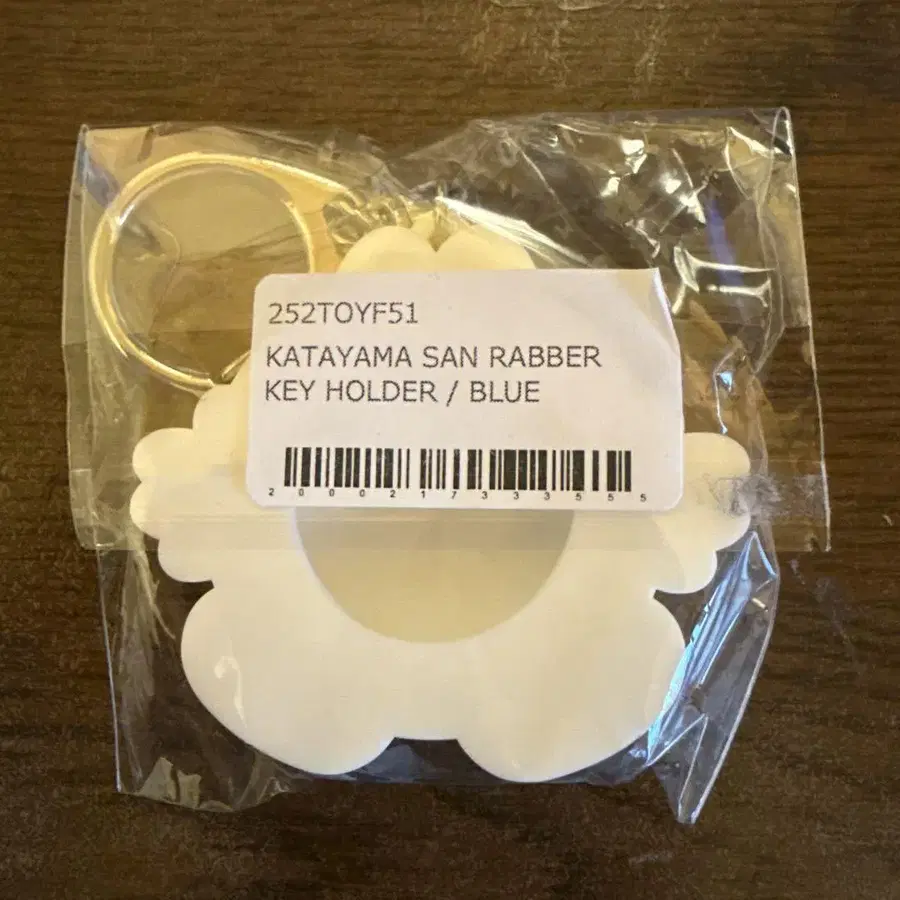 252TOYF51
KATAYAMA SAN RABBER
KEY HOLDER / BLUE
2000217333555